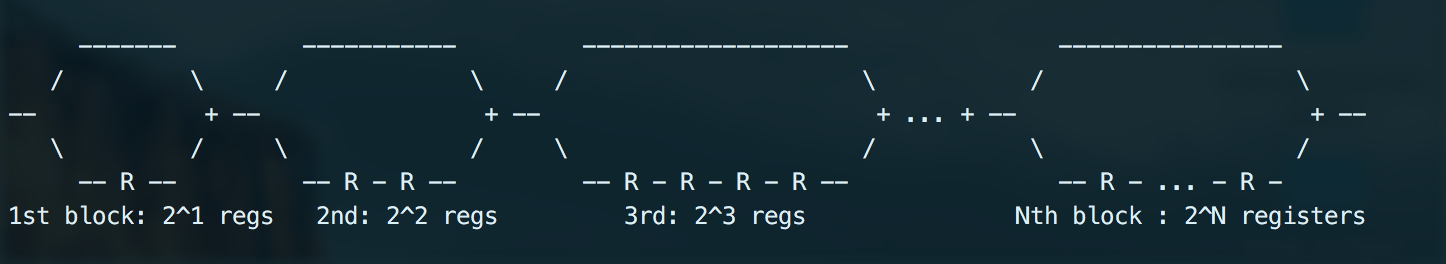 -------         -----------         -------------------               ----------------
/         \     /             \     /                     \           /                  \
--            + --                + --                        + ... + --                     + --
\         /     \             /     \                     /           \                  /
-- R --         -- R - R --         -- R - R - R - R --               -- R - ... - R -
1st block: 2^1 regs   2nd: 2^2 regs         3rd: 2^3 regs               Nth block : 2^N registers